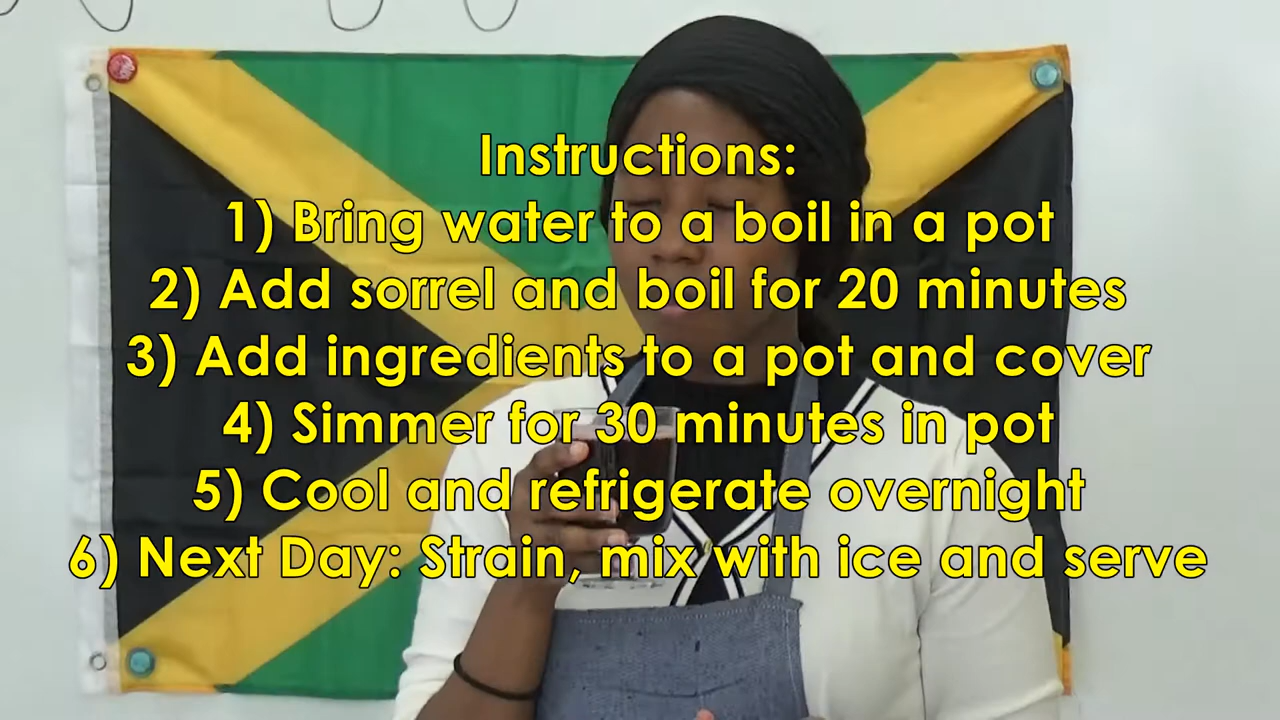 Instructions:
1) Bring water to a boil in a pot
2) Add sorrel and boil for 20 minutes
3) Add ingredients to a pot and cover
4) Simmer for 30 minutes in pot
5) Cool and refrigerate overnight
6) Next Day: Strain, mix with ice and serve